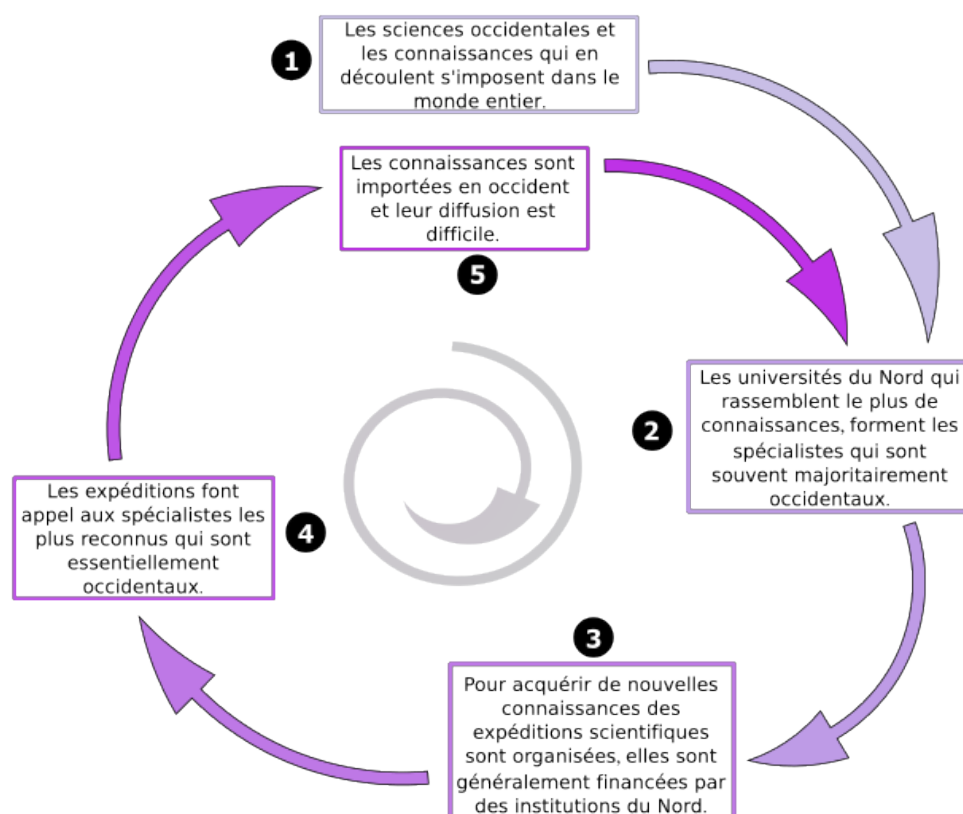 1
Les sciences occidentales et
les connaissances qui en
découlent s'imposent dans le
monde entier.
2
Les universités du Nord qui
rassemblent le plus de
connaissances, forment les
spécialistes qui sont
souvent majoritairement
occidentaux.
3
Pour acquérir de nouvelles
connaissances des
expéditions scientifiques
sont organisées, elles sont
généralement financées par
des institutions du Nord.
4
Les expéditions font
appel aux spécialistes les
plus reconnus qui sont
essentiellement
occidentaux.
Les connaissances sont
importées en occident
et leur diffusion est
difficile.
5